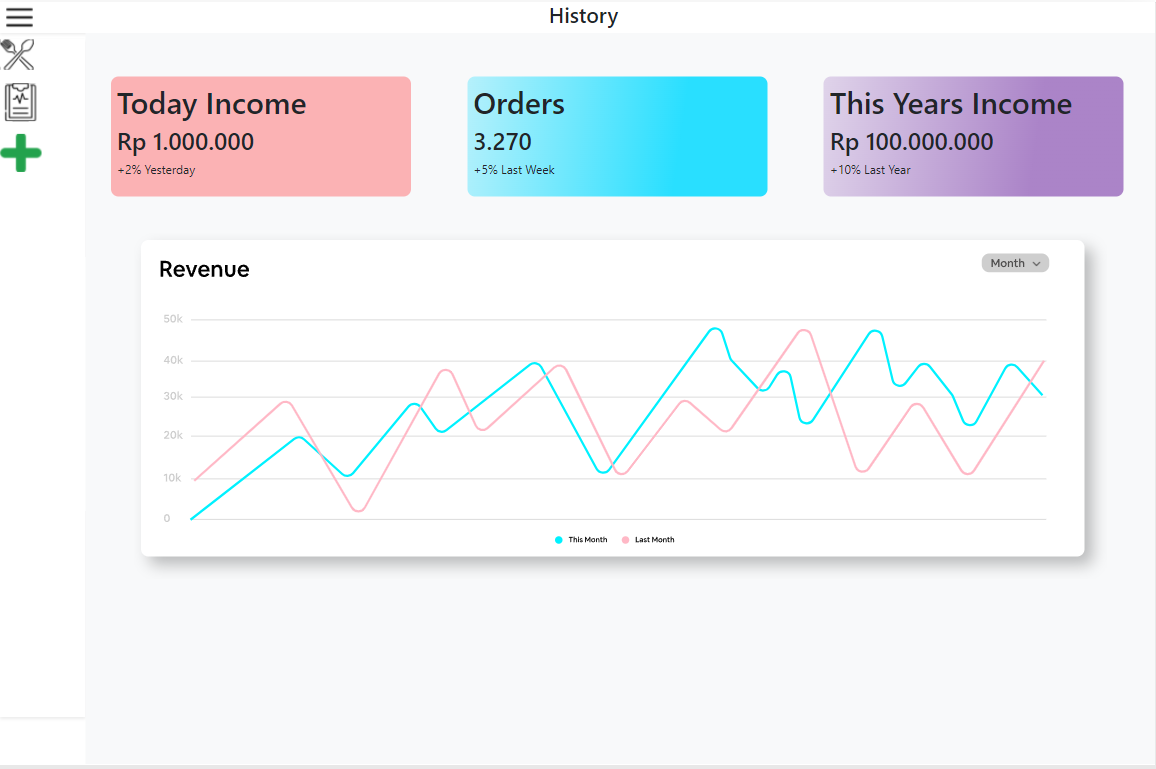 History
Today Income
Rp 1.000.000
+2% Yesterday
Orders
3.270
+5% Last Week
This Years Income
Rp 100.000.000
+10% Last Year
Revenue
Month
50k
40k
30k
20k
10k
0
This Month
Last Month